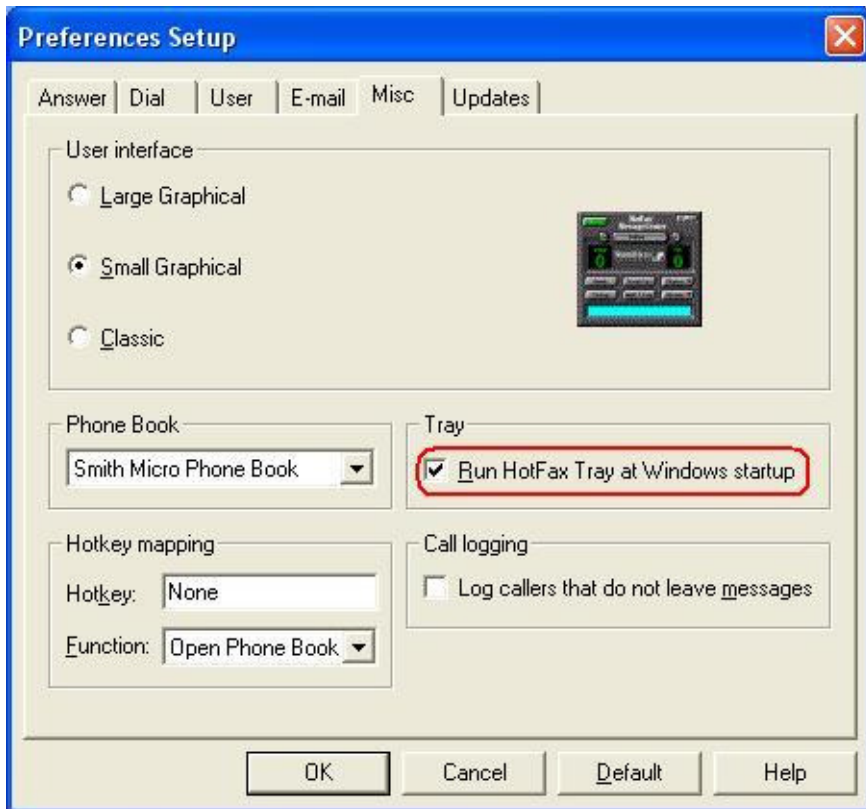 Preferences Setup
Answer Dial User E-mail Misc Updates
User interface
Large Graphical
Small Graphical
Classic
Phone Book
Smith Micro Phone Book
Tray
Run HotFax Tray at Windows startup
Hotkey mapping
Hotkey: None
Function: Open Phone Book
Call logging
Log callers that do not leave messages
OK Cancel Default Help